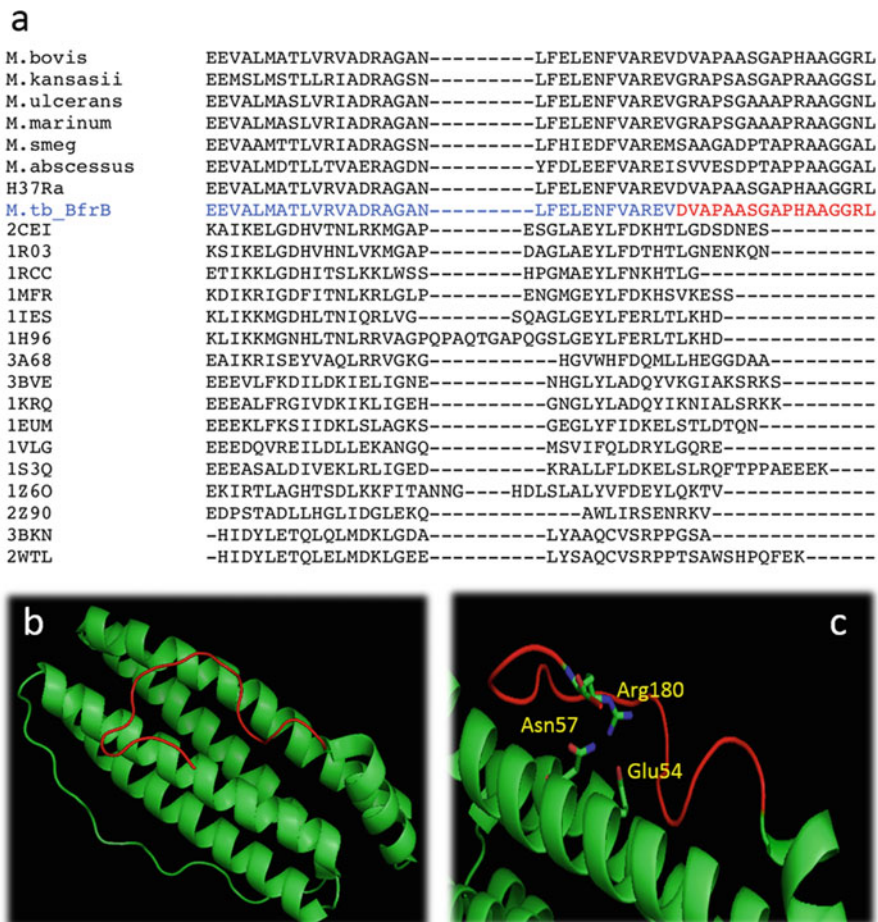 a
M.bovis EEVALMATLVRVADRAGAN---------LFELENFVAREVDVAPAASGAPHAAGGRL
M.kansasii EEMSLMSTLLRIADRAGSN---------LFELENFVAREVGRAPSASGAPRAAGGSL
M.ulcerans EEVALMASLVRIADRAGAN---------LFELENFVAREVGRAPSGAAAPRAAGGNL
M.marinum EEVALMASLVRIADRAGAN---------LFELENFVAREVGRAPSGAAAPRAAGGNL
M.smeg EEVAAMTTLVRIADRAGSN---------LFHIEDFVAREMSAAGADPTAPRAAGGAL
M.abscessus EEVALMDTLLTVAERAGDN---------YFDLEEFVAREISVVESDPTAPPAAGGAL
H37Ra EEVALMATLVRVADRAGAN---------LFELENFVAREVDVAPAASGAPHAAGGRL
M.tb_BfrB EEVALMATLVRVADRAGAN---------LFELENFVAREVDVAPAASGAPHAAGGRL
2CEI KAIKELGDHVTNLRKMGAP--------ESGLAEYLFDKHTLGDSDNES---------
1R03 KSIKELGDHVHNLVKMGAP--------DAGLAEYLFDTHTLGNENKQN---------
1RCC ETIKKLGDHITSLKKLWSS--------HPGMAEYLFNKHTLG---------------
1MFR KDIKRIGDFITNLKRLGLP--------ENGMGEYLFDKHSVKESS------------
1IES KLIKKMGDHLTNIQRLVG--------SQAGLGEYLFERLTLKHD-------------
1H96 KLIKKMGNHLTNLRRVAGPQPAQTGAPQGSLGEYLFERLTLKHD-------------
3A68 EAIKRISEYVAQLRRVGKG-----------HGVWHFDQMLLHEGGDAA---------
3BVE EEEVLFKDILDKIELIGNE----------NHGLYLADQYVKGIAKSRKS--------
1KRQ EEEALFRGIVDKIKLIGEH----------GNGLYLADQYIKNIALSRKK--------
1EUM EEEKLFKSIIDKLSLAGKS----------GEGLYFIDKELSTLDTQN----------
1VLG EEEDQVREILDLLEKANGQ----------MSVIFQLDRYLGQRE-------------
1S3Q EEEASALDIVEKLRLIGED----------KRALLFLDKELSLRQFTPPAEEEK----
1Z6O EKIRTLAGHTSDLKKFITANNG----HDLSLALYVFDEYLQKTV-------------
2Z90 EDPSTADLLHGLIDGLEKQ-------------AWLIRSENRKV--------------
3BKN -HIDYLETQLQLMDKLGDA----------LYAAQCVSRPPGSA--------------
2WTL -HIDYLETQLELMDKLGEE----------LYSAQCVSRPPTSAWSHPQFEK------
b
c
Arg180
Asn57
Glu54